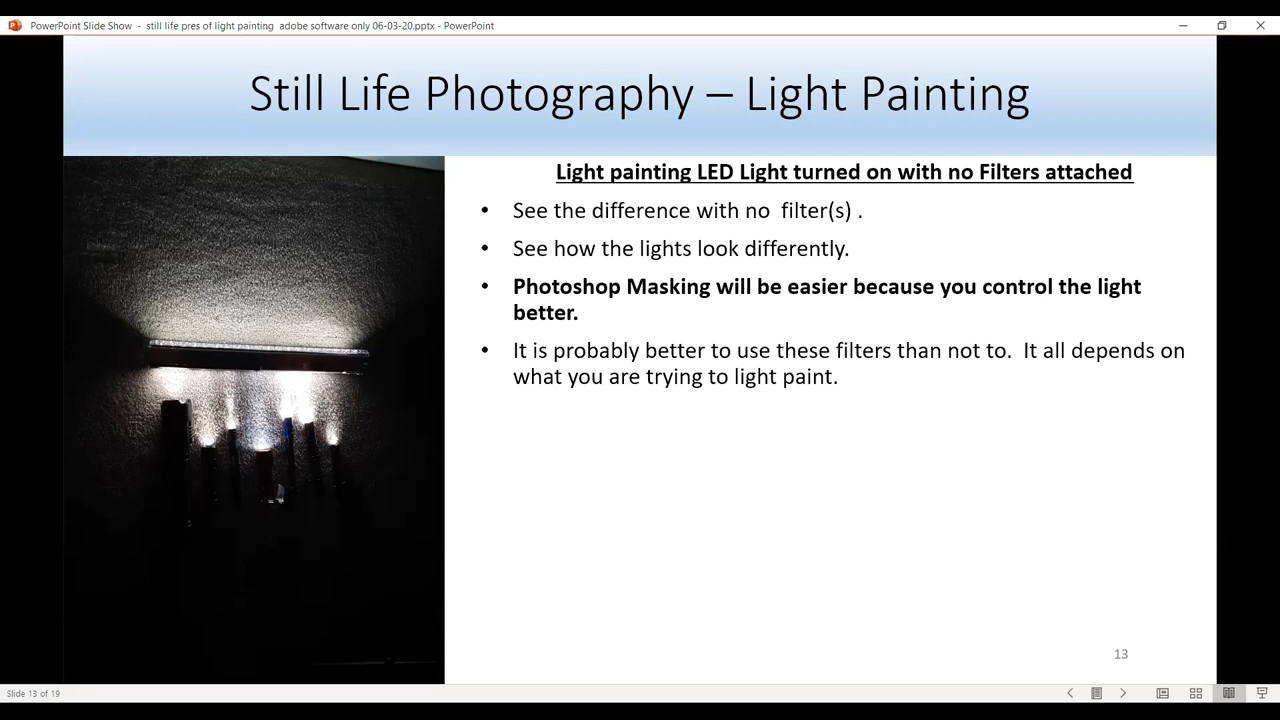 PowerPoint Slide Show - still life pres of light painting adobe software only 06-03-20.pptx - PowerPoint
Still Life Photography – Light Painting
Light painting LED Light turned on with no Filters attached
• See the difference with no filter(s) .
• See how the lights look differently.
• Photoshop Masking will be easier because you control the light
better.
• It is probably better to use these filters than not to. It all depends on
what you are trying to light paint.
13
Slide 13 of 19